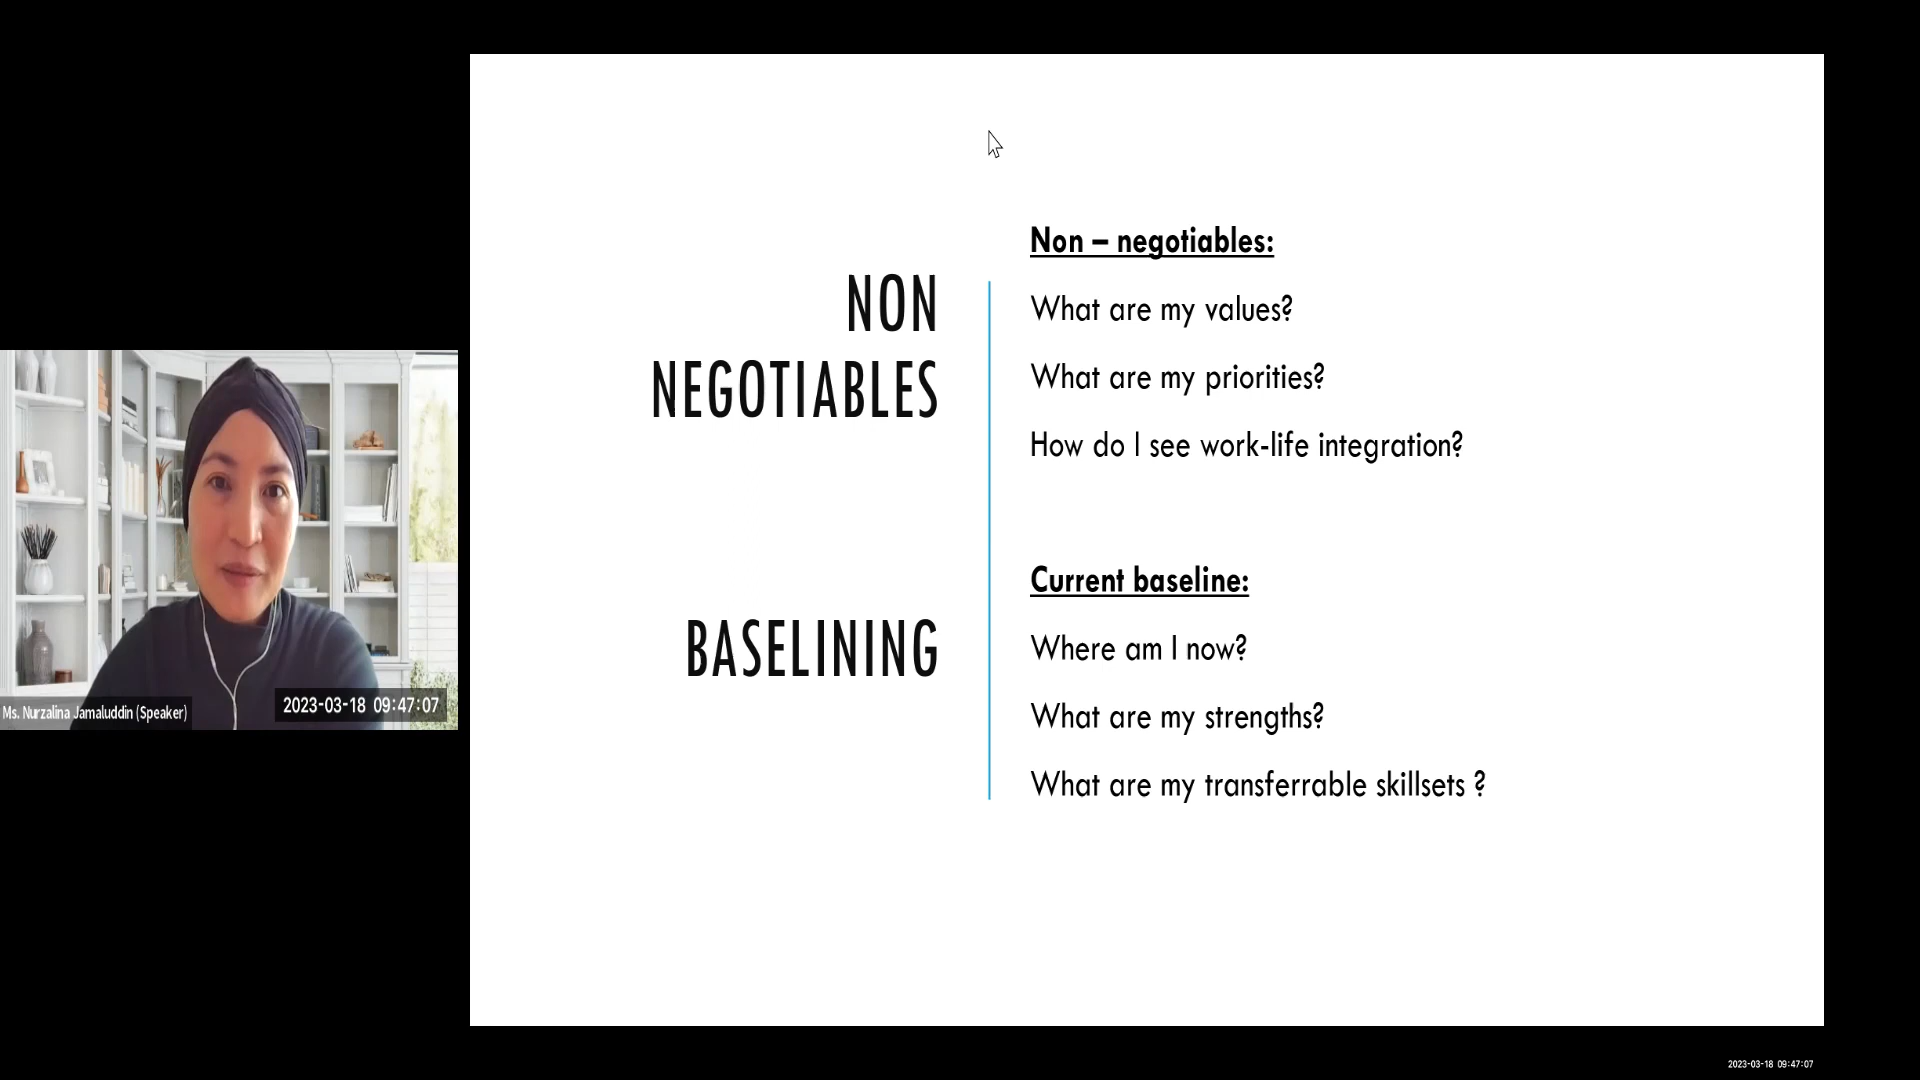 NON
NEGOTIABLES
BASELINING
Non – negotiables:
What are my values?
What are my priorities?
How do I see work-life integration?
Current baseline:
Where am I now?
What are my strengths?
What are my transferrable skillsets ?
Ms. Nurzalina Jamaluddin (Speaker)
2023-03-18 09:47:07
2023-03-18 09:47:07